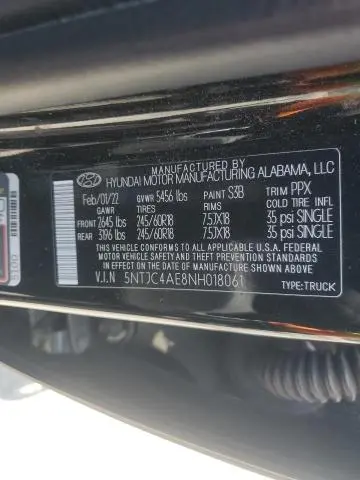 MANUFACTURED BY
HYUNDAI MOTOR MANUFACTURING ALABAMA, LLC
Feb/01/22 GVWR 5456 lbs PAINT S3B TRIM PPX
GAWR TIRES RIMS COLD TIRE INFL
FRONT 2645 lbs 245/60R18 7.5JX18 35 psi SINGLE
REAR 3196 lbs 245/60R18 7.5JX18 35 psi SINGLE
THIS VEHICLE CONFORMS TO ALL APPLICABLE U.S.A. FEDERAL
MOTOR VEHICLE SAFETY AND THEFT PREVENTION STANDARDS
IN EFFECT ON THE DATE OF MANUFACTURE SHOWN ABOVE.
V.I.N 5NTJC4AE8NH018061 TYPE:TRUCK